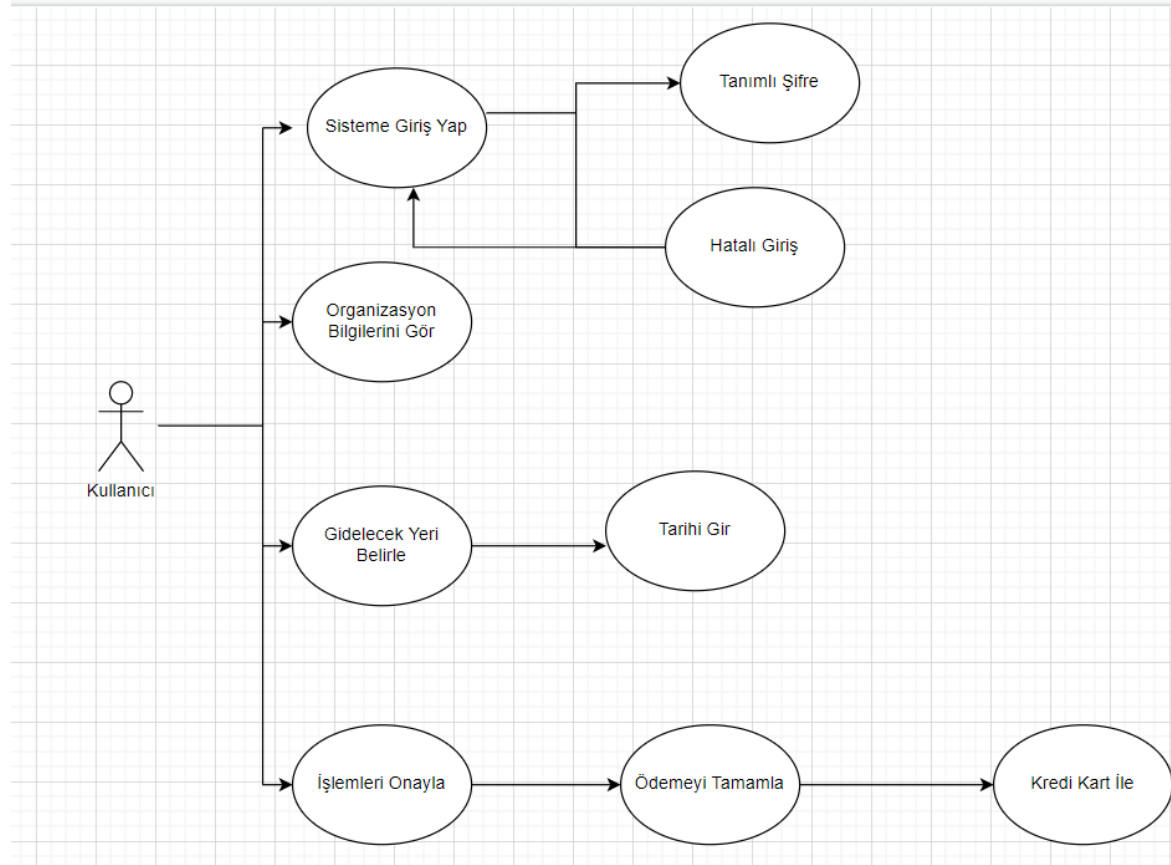 Tanımlı Şifre
Sisteme Giriş Yap
Hatalı Giriş
Organizasyon
Bilgilerini Gör
Kullanıcı
Gidelecek Yeri
Belirle
Tarihi Gir
İşlemleri Onayla
Ödemeyi Tamamla
Kredi Kart İle